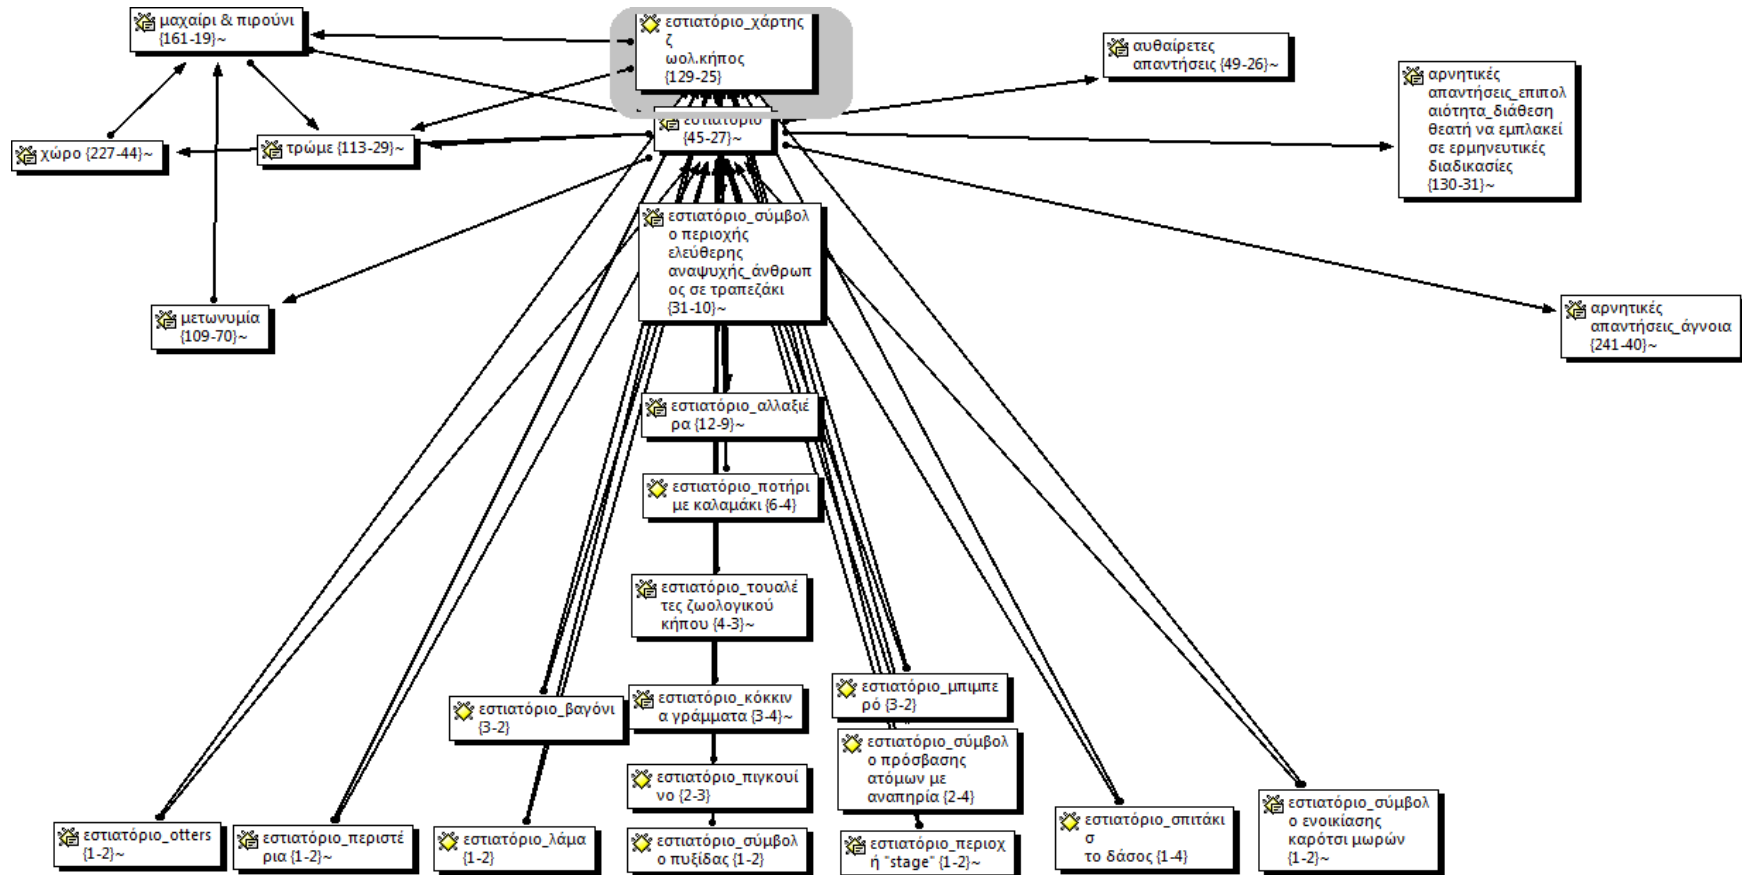 μαχαίρι & πιρούνι
{161-19}~
εστιατόριο_χάρτης
ζ
ωολ.κήπος
{129-25}
αυθαίρετες
απαντήσεις {49-26}~
αρνητικές
απαντήσεις_επιπολ
αιότητα_διάθεση
θεατή να εμπλακεί
σε ερμηνευτικές
διαδικασίες
{130-31}~
εστιατόριο
{45-27}~
χώρο {227-44}~
τρώμε {113-29}~
εστιατόριο_σύμβολ
ο περιοχής
ελεύθερης
αναψυχής_άνθρωπ
ος σε τραπεζάκι
{31-10}~
μετωνυμία
{109-70}~
αρνητικές
απαντήσεις_άγνοια
{241-40}~
εστιατόριο_αλλαξιέ
ρα {12-9}~
εστιατόριο_ποτήρι
με καλαμάκι {6-4}
εστιατόριο_τουαλέ
τες ζωολογικού
κήπου {4-3}~
εστιατόριο_βαγόνι
{3-2}
εστιατόριο_κόκκιν
α γράμματα {3-4}~
εστιατόριο_μπιμπε
ρό {3-2}
εστιατόριο_σύμβολ
ο πρόσβασης
ατόμων με
αναπηρία {2-4}
εστιατόριο_πιγκουί
νο {2-3}
εστιατόριο_otters
{1-2}~
εστιατόριο_περιστέ
ρια {1-2}~
εστιατόριο_λάμα
{1-2}
εστιατόριο_σύμβολ
ο πυξίδας {1-2}
εστιατόριο_περιοχ
ή "stage" {1-2}~
εστιατόριο_σπιτάκι
σ
το δάσος {1-4}
εστιατόριο_σύμβολ
ο ενοικίασης
καρότσι μωρών
{1-2}~